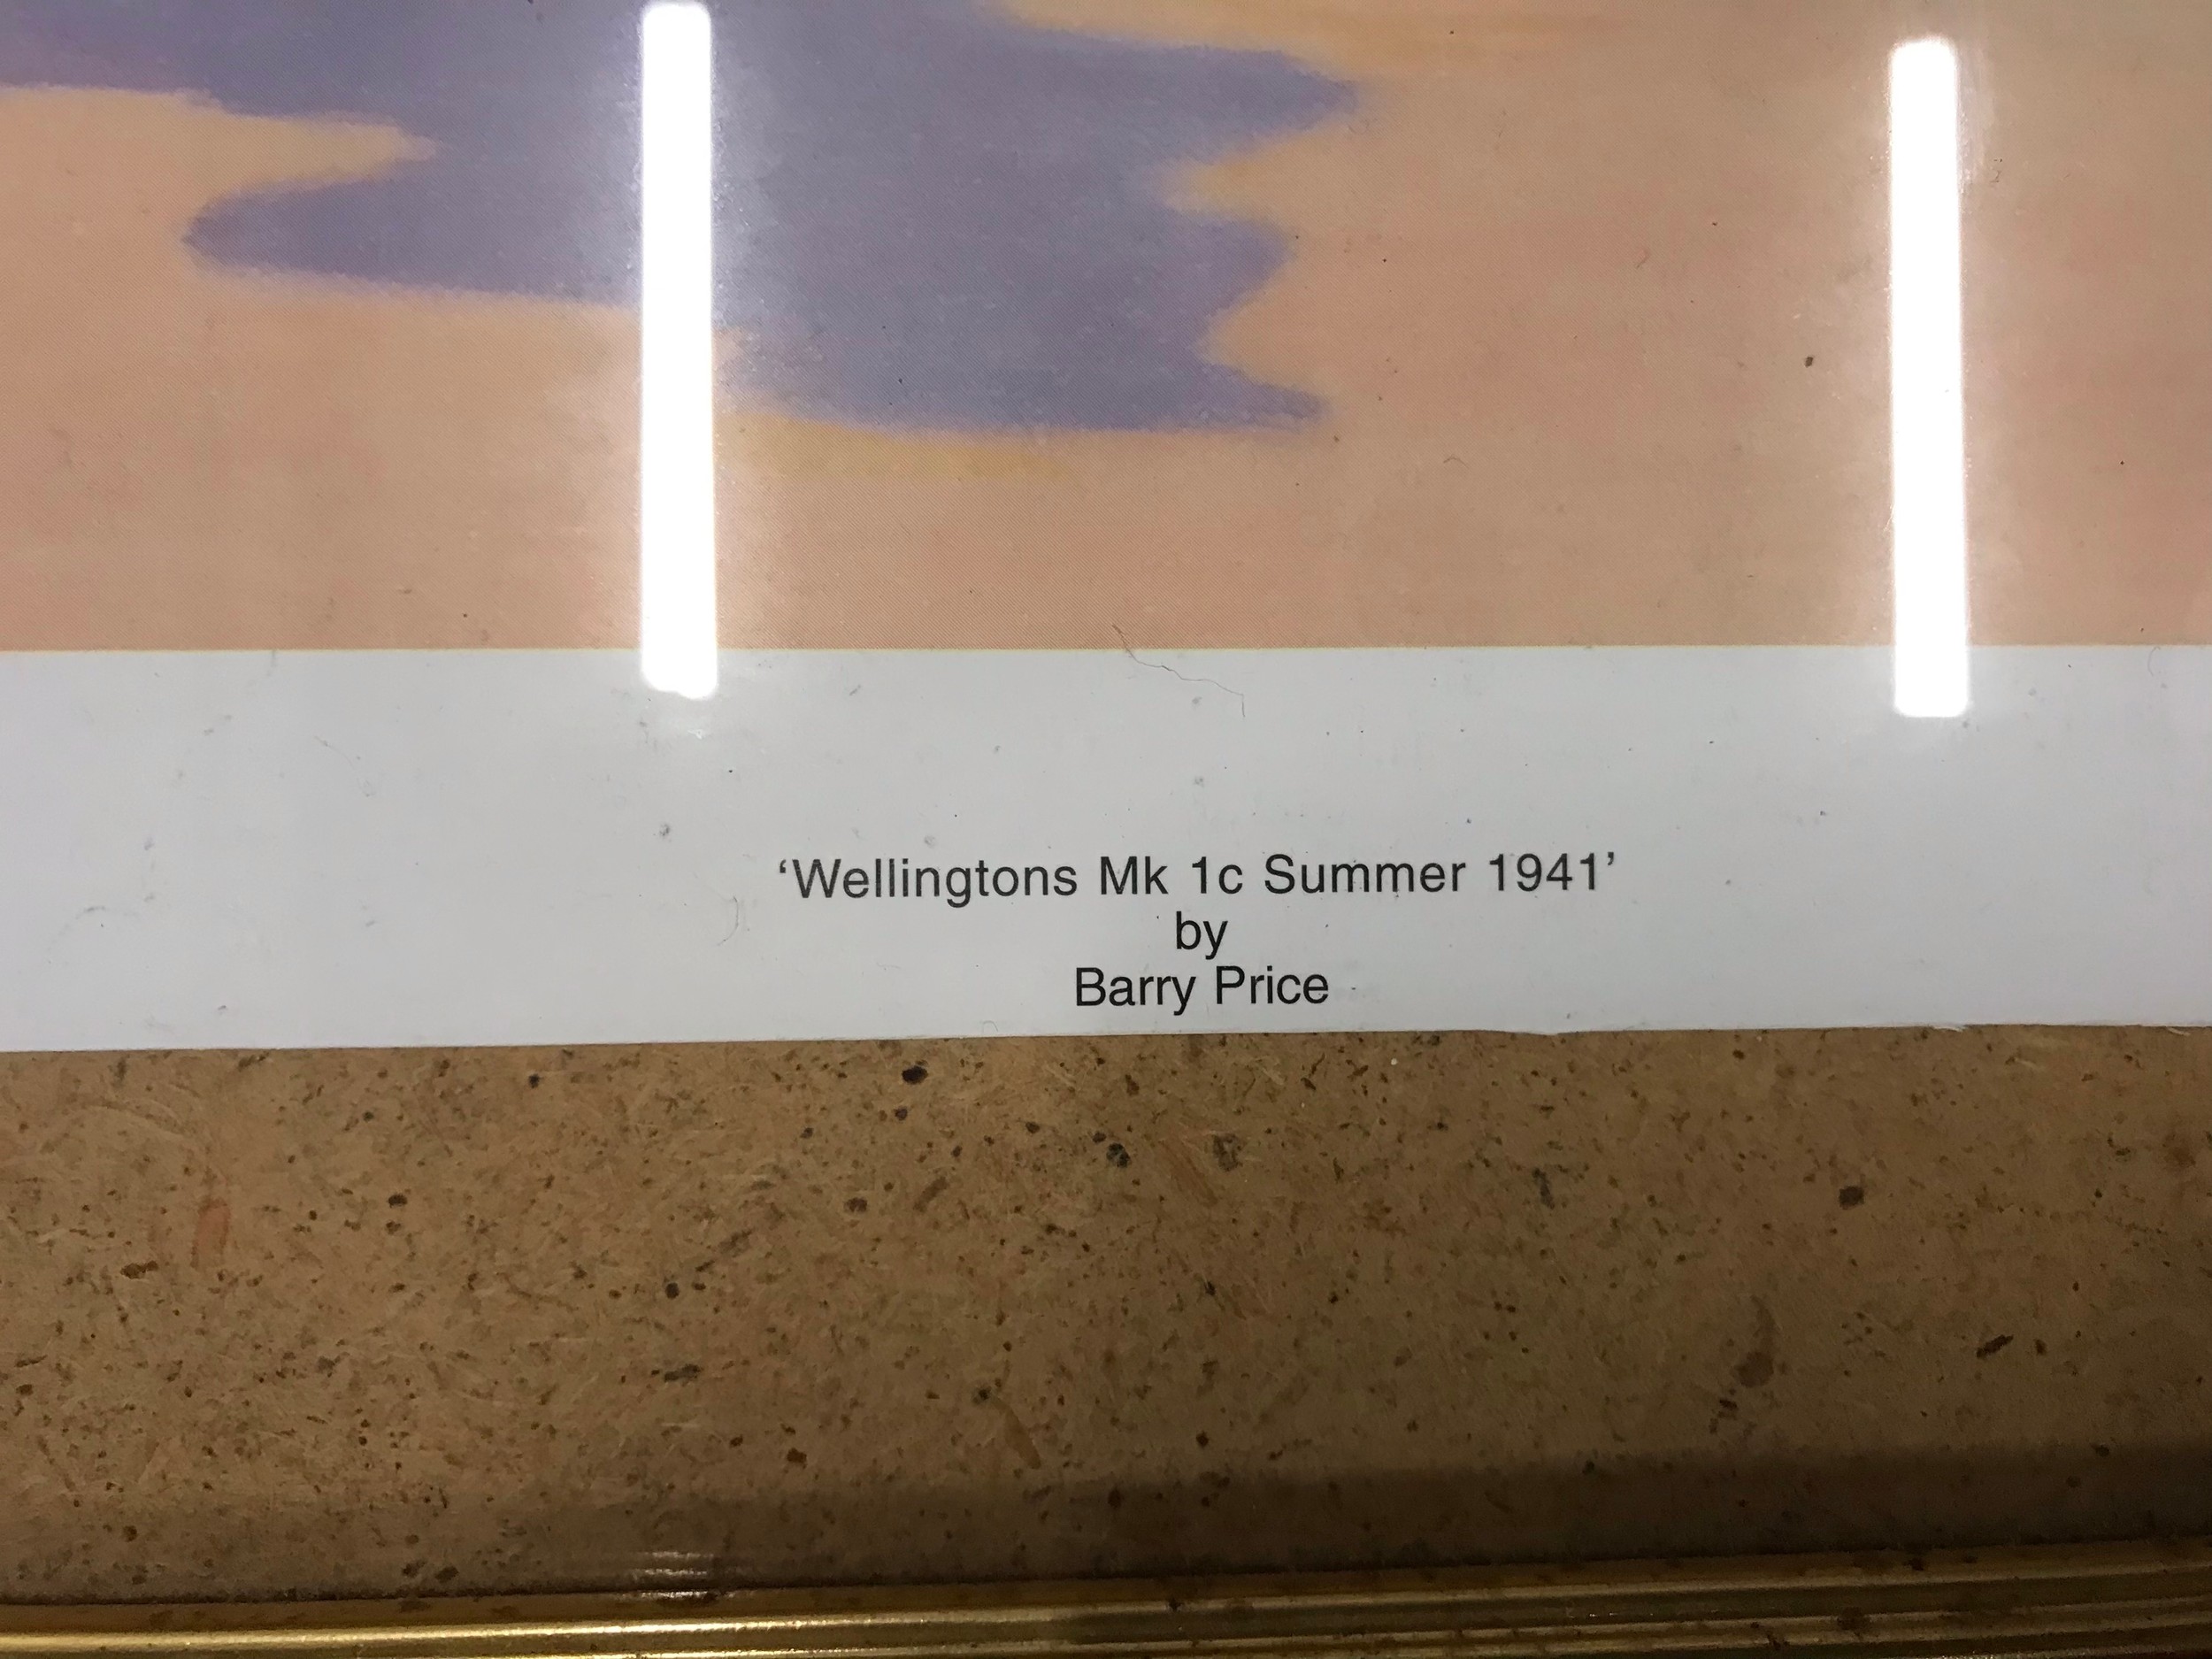 ‘Wellingtons Mk 1c Summer 1941’
by
Barry Price